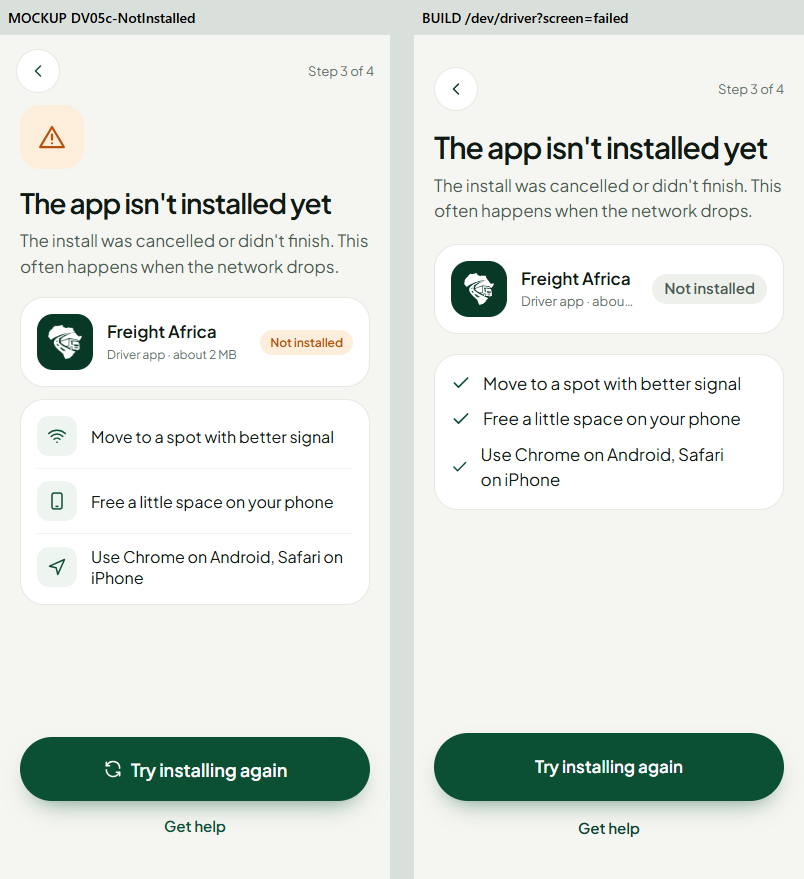 MOCKUP DV05c-NotInstalled
Step 3 of 4
The app isn't installed yet
The install was cancelled or didn't finish. This
often happens when the network drops.
Freight Africa
Driver app · about 2 MB
Not installed
Move to a spot with better signal
Free a little space on your phone
Use Chrome on Android, Safari on
iPhone
Try installing again
Get help
BUILD /dev/driver?screen=failed
Step 3 of 4
The app isn't installed yet
The install was cancelled or didn't finish. This
often happens when the network drops.
Freight Africa
Driver app · abou...
Not installed
Move to a spot with better signal
Free a little space on your phone
Use Chrome on Android, Safari
on iPhone
Try installing again
Get help